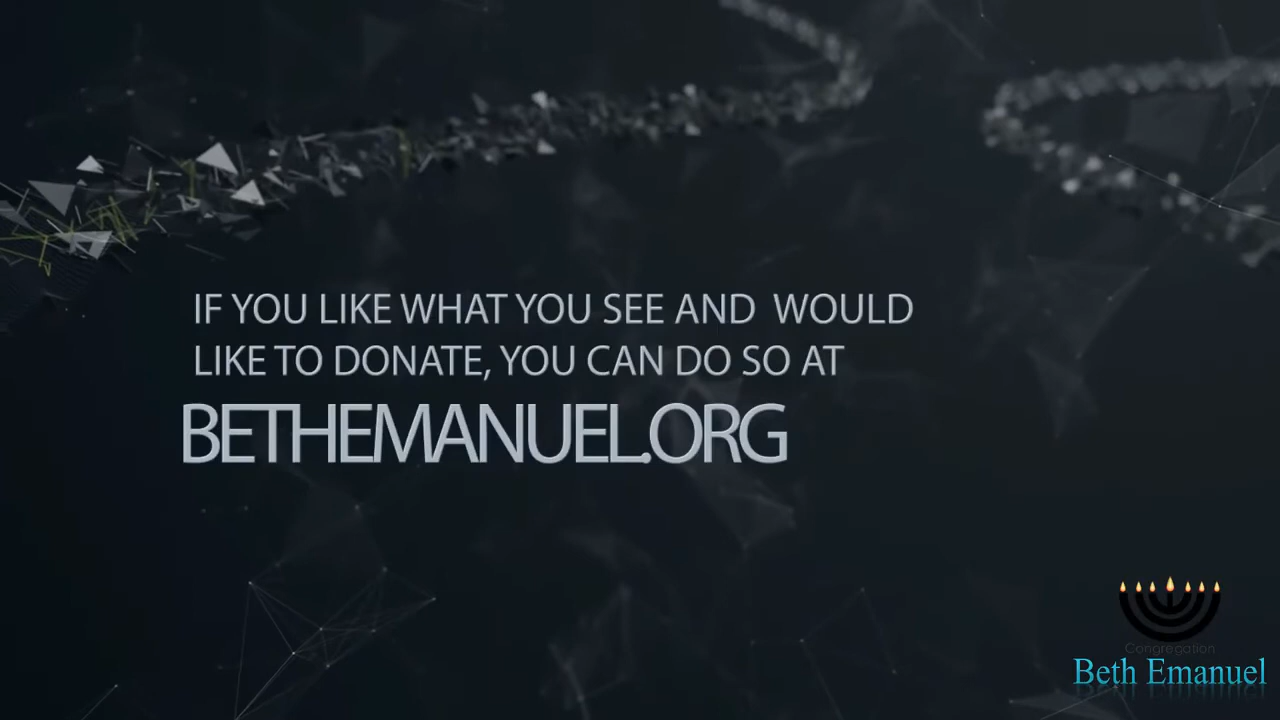 IF YOU LIKE WHAT YOU SEE AND WOULD
LIKE TO DONATE, YOU CAN DO SO AT
BETHEMANUEL.ORG
Congregation
Beth Emanuel